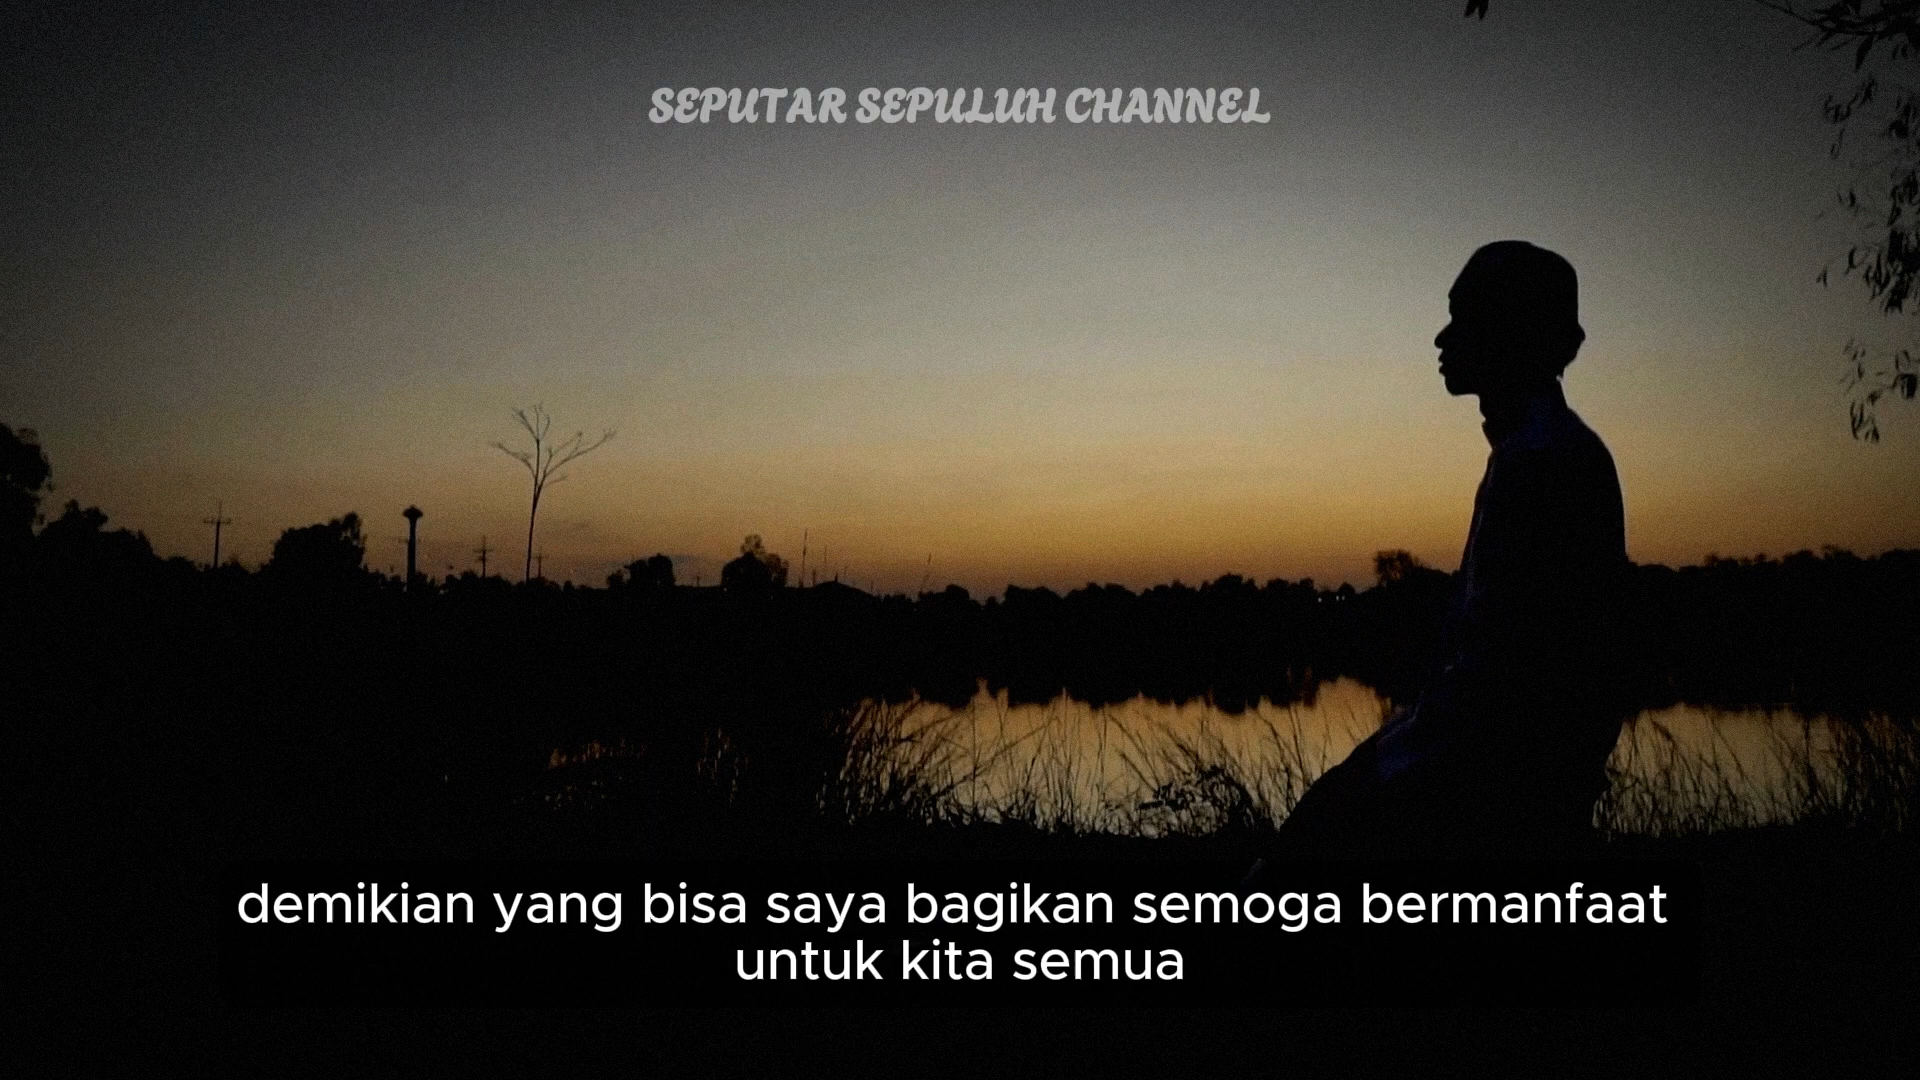 SEPUTAR SEPULUH CHANNEL
demikian yang bisa saya bagikan semoga bermanfaat
untuk kita semua